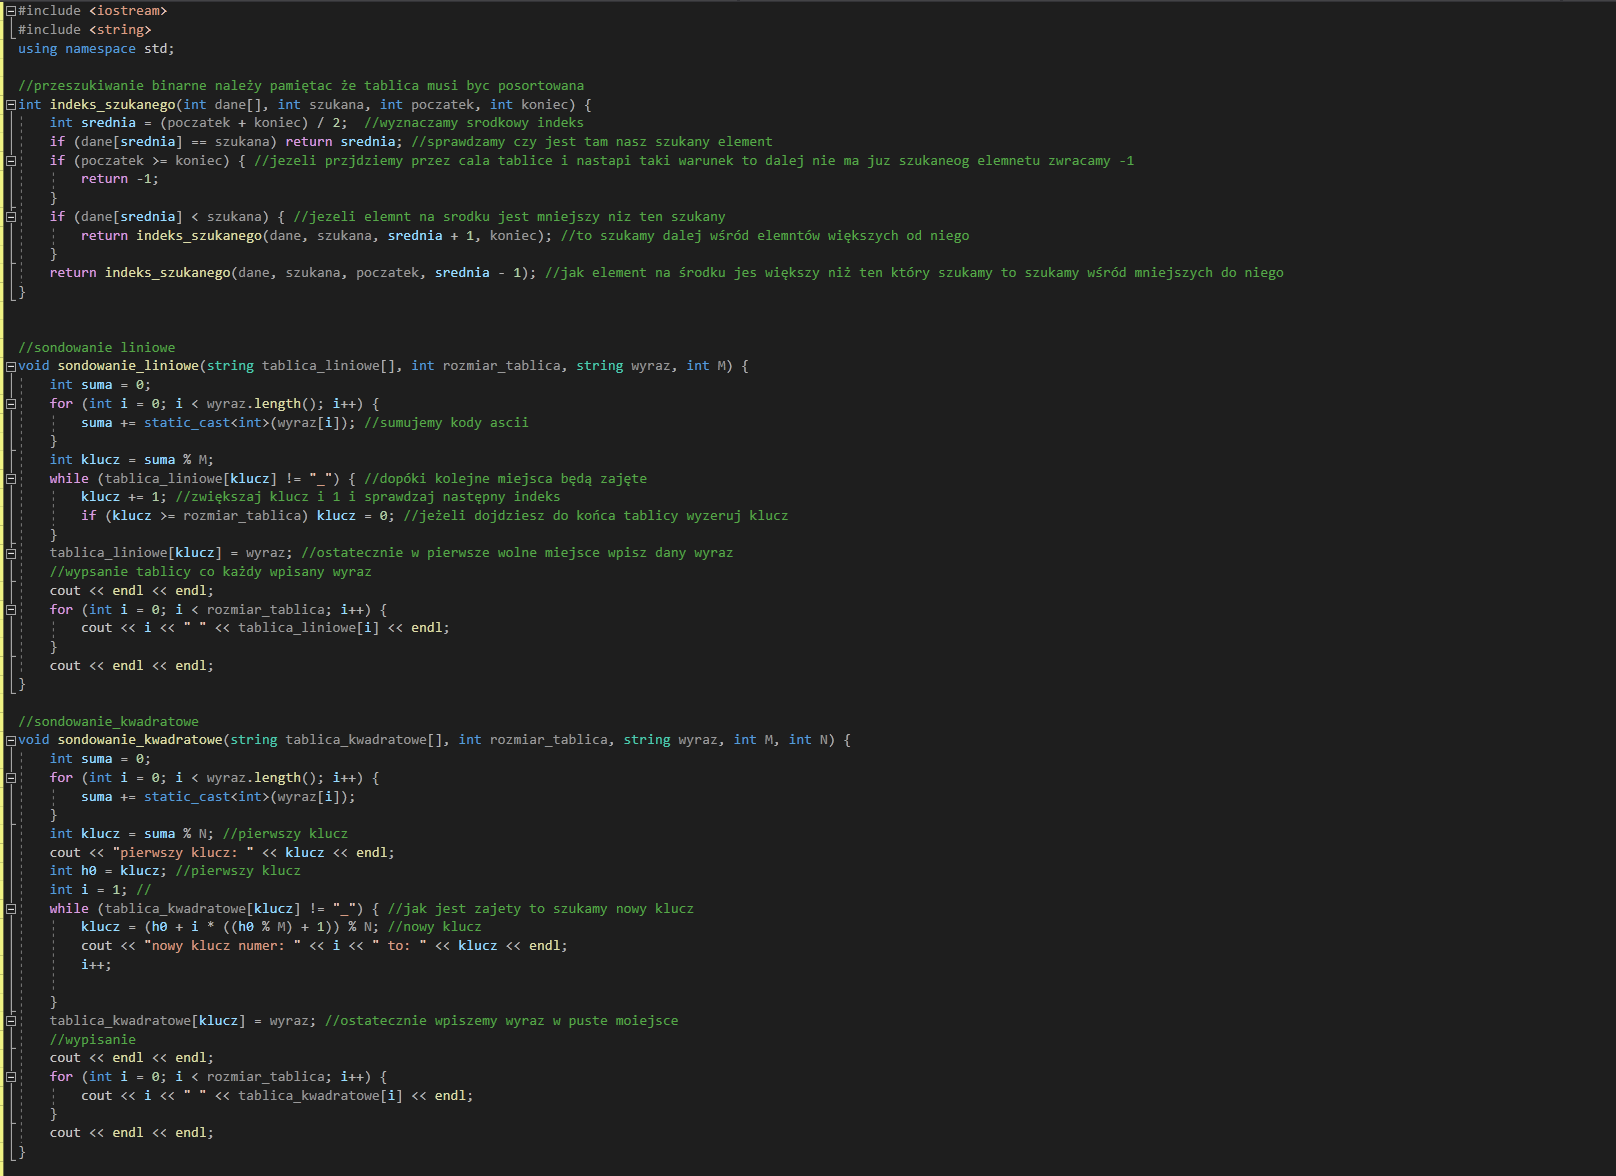 #include <iostream>
#include <string>
using namespace std;

//przeszukiwanie binarne należy pamiętac że tablica musi byc posortowana
int indeks_szukanego(int dane[], int szukana, int poczatek, int koniec) {
    int srednia = (poczatek + koniec) / 2;  //wyznaczamy srodkowy indeks
    if (dane[srednia] == szukana) return srednia; //sprawdzamy czy jest tam nasz szukany element
    if (poczatek >= koniec) { //jezeli przjdziemy przez cala tablice i nastapi taki warunek to dalej nie ma juz szukaneog elemnetu zwracamy -1
        return -1;
    }
    if (dane[srednia] < szukana) { //jezeli elemnt na srodku jest mniejszy niz ten szukany
        return indeks_szukanego(dane, szukana, srednia + 1, koniec); //to szukamy dalej wśród elemntów większych od niego
    }
    return indeks_szukanego(dane, szukana, poczatek, srednia - 1); //jak element na środku jes większy niż ten który szukamy to szukamy wśród mniejszych do niego
}


//sondowanie liniowe
void sondowanie_liniowe(string tablica_liniowe[], int rozmiar_tablica, string wyraz, int M) {
    int suma = 0;
    for (int i = 0; i < wyraz.length(); i++) {
        suma += static_cast<int>(wyraz[i]); //sumujemy kody ascii
    }
    int klucz = suma % M;
    while (tablica_liniowe[klucz] != "_") { //dopóki kolejne miejsca będą zajęte
        klucz += 1; //zwiększaj klucz i 1 i sprawdzaj następny indeks
        if (klucz >= rozmiar_tablica) klucz = 0; //jeżeli dojdziesz do końca tablicy wyzeruj klucz
    }
    tablica_liniowe[klucz] = wyraz; //ostatecznie w pierwsze wolne miejsce wpisz dany wyraz
    //wypsanie tablicy co każdy wpisany wyraz
    cout << endl << endl;
    for (int i = 0; i < rozmiar_tablica; i++) {
        cout << i << " " << tablica_liniowe[i] << endl;
    }
    cout << endl << endl;
}

//sondowanie_kwadratowe
void sondowanie_kwadratowe(string tablica_kwadratowe[], int rozmiar_tablica, string wyraz, int M, int N) {
    int suma = 0;
    for (int i = 0; i < wyraz.length(); i++) {
        suma += static_cast<int>(wyraz[i]);
    }
    int klucz = suma % N; //pierwszy klucz
    cout << "pierwszy klucz: " << klucz << endl;
    int h0 = klucz; //pierwszy klucz
    int i = 1; //
    while (tablica_kwadratowe[klucz] != "_") { //jak jest zajety to szukamy nowy klucz
        klucz = (h0 + i * ((h0 % M) + 1)) % N; //nowy klucz
        cout << "nowy klucz numer: " << i << " to: " << klucz << endl;
        i++;

    }
    tablica_kwadratowe[klucz] = wyraz; //ostatecznie wpiszemy wyraz w puste moiejsce
    //wypisanie
    cout << endl << endl;
    for (int i = 0; i < rozmiar_tablica; i++) {
        cout << i << " " << tablica_kwadratowe[i] << endl;
    }
    cout << endl << endl;
}